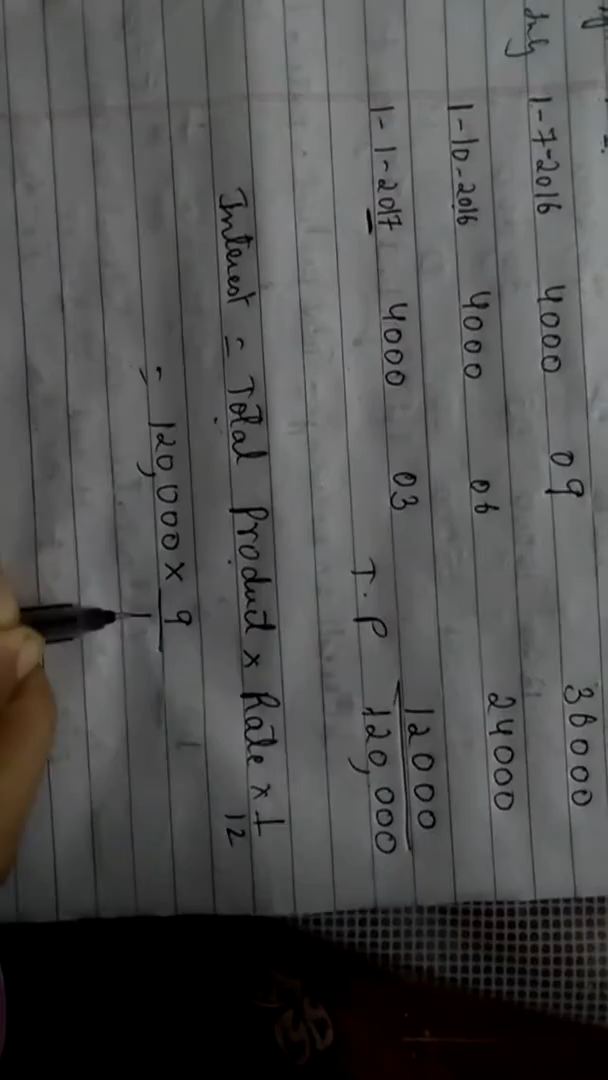 1-7-2016 4000 09 36000
1-10-2016 4000 06 24000
1-1-2017 4000 03 12000
T.P 120,000
Interest = Total Product x Rate x 1/12
= 120,000 x 9